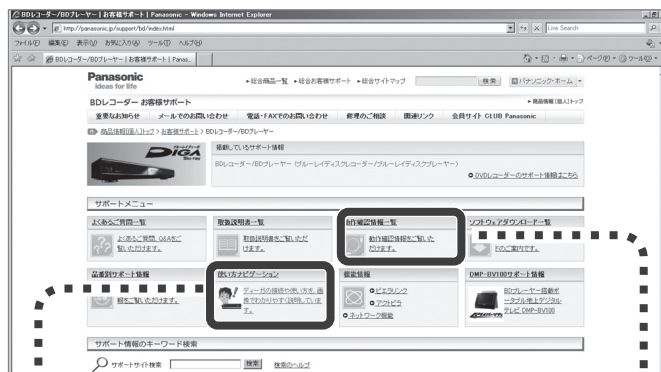 BDレコーダー/BDプレーヤー | お客様サポート | Panasonic - Windows Internet Explorer
http://panasonic.jp/support/bd/index.html
Live Search
ファイル(F) 編集(E) 表示(V) お気に入り(A) ツール(T) ヘルプ(H)
BDレコーダー/BDプレーヤー | お客様サポート | Panas...
ページ(P) ツール(O)
Panasonic
ideas for life
総合商品一覧 総合お客様サポート 総合サイトマップ 検索 パナソニック・ホーム
BDレコーダー お客様サポート
商品情報[個人]トップ
重要なお知らせ メールでのお問い合わせ 電話・FAXでのお問い合わせ 修理のご相談 関連リンク 会員サイト CLUB Panasonic
商品情報[個人]トップ > お客様サポート > BDレコーダー/BDプレーヤー
DIGA
Blu-ray
掲載しているサポート情報
BDレコーダー/BDプレーヤー (ブルーレイディスクレコーダー/ブルーレイディスクプレーヤー)
DVDレコーダーのサポート情報はこちら
サポートメニュー
よくあるご質問一覧 取扱説明書一覧 動作確認情報一覧 ソフトウェアダウンロード一覧
よくあるご質問、Q&Aをご
覧いただけます。
取扱説明書をご覧いただ
けます。
動作確認情報をご覧いた
だけます。
ドのご案内です。
品番別サポート情報 使い方ナビゲーション 機能情報 DMP-BV100サポート情報
報をご覧いただけます。
ディーガの接続や使い方を、画
像でわかりやすく説明していま
す。
ビエラリンク
アクトビラ
ネットワーク機能
BDプレーヤー搭載ポ
ータブル地上デジタル
テレビ DMP-BV100
サポート情報のキーワード検索
サポートサイト検索 検索 検索のヘルプ